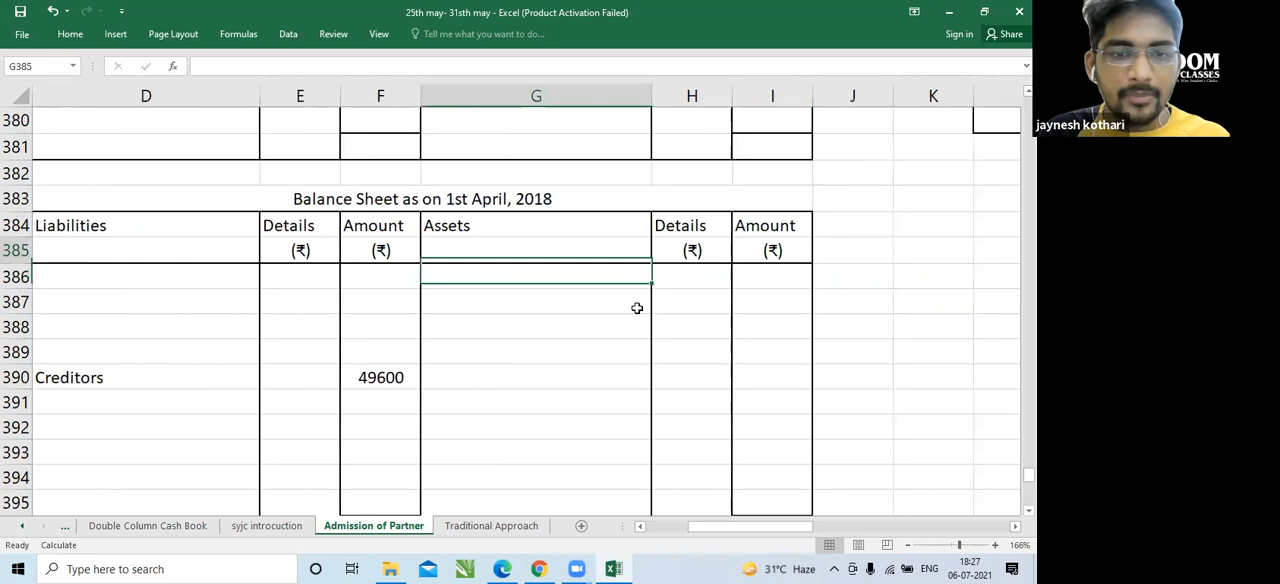 25th may- 31sth may - Excel (Product Activation Failed)
File Home Insert Page Layout Formulas Data Review View Tell me what you want to do... Sign in Share
G385 fx
D E F G H I J K
380
381
382
383 Balance Sheet as on 1st April, 2018
384 Liabilities Details Amount Assets Details Amount
385 (₹) (₹) (₹) (₹)
386
387
388
389
390 Creditors 49600
391
392
393
394
395
... Double Column Cash Book syjc introcuction Admission of Partner Traditional Approach
Ready Calculate 166%
Type here to search 31°C Haze ENG 18:27
06-07-2021
OOM
CLASSES
jaynesh kothari